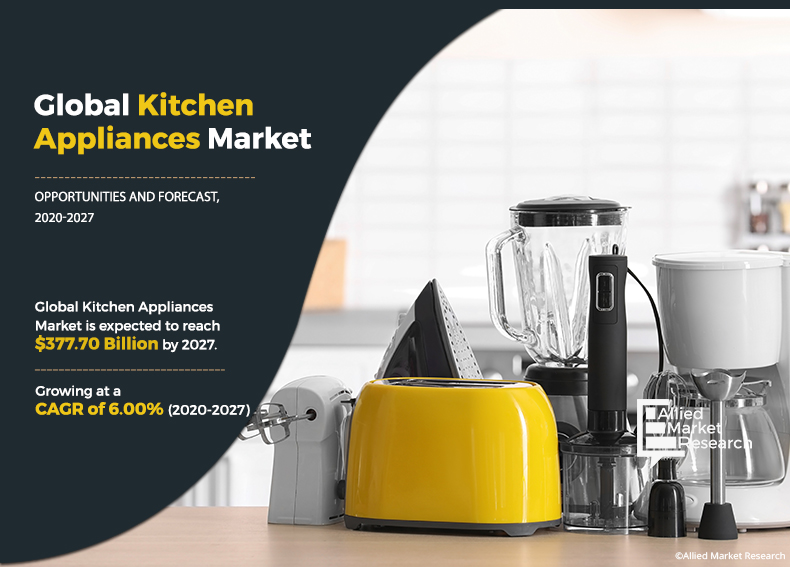 Global Kitchen
Appliances Market
OPPORTUNITIES AND FORECAST,
2020-2027
Global Kitchen Appliances
Market is expected to reach
$377.70 Billion by 2027.
Growing at a
CAGR of 6.00% (2020-2027)
Allied
Market
Research
©Allied Market Research